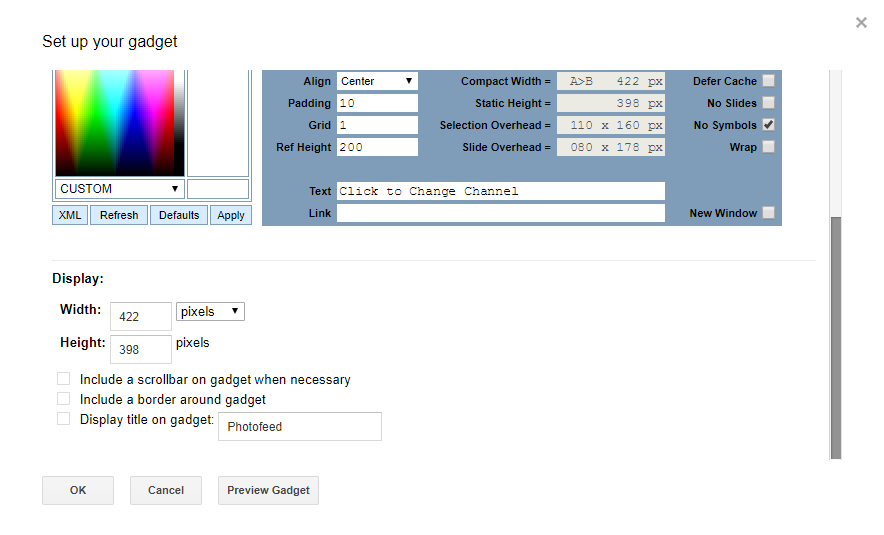 ×
Set up your gadget
Align Center Compact Width = A>B 422 px Defer Cache
Padding 10 Static Height = 398 px No Slides
Grid 1 Selection Overhead = 110 x 160 px No Symbols
Ref Height 200 Slide Overhead = 080 x 178 px Wrap
CUSTOM Text Click to Change Channel
XML Refresh Defaults Apply Link New Window
Display:
Width: 422 pixels
Height: 398 pixels
Include a scrollbar on gadget when necessary
Include a border around gadget
Display title on gadget: Photofeed
OK Cancel Preview Gadget